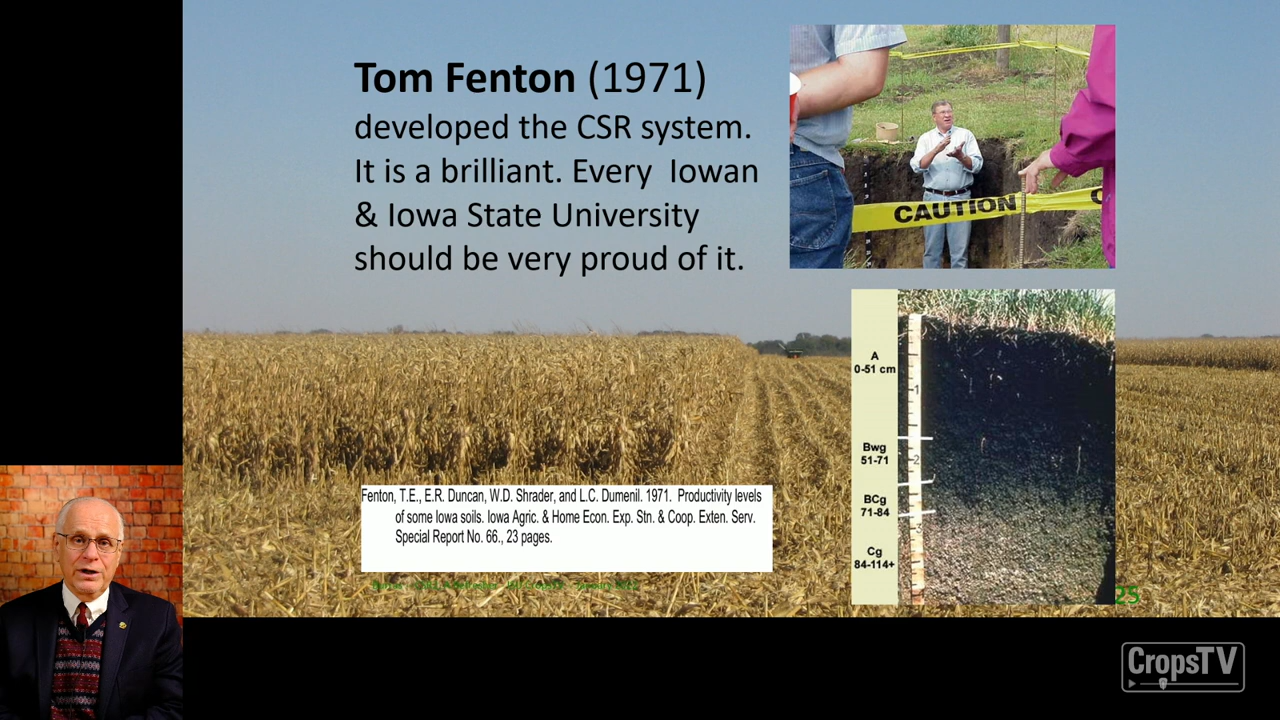 Tom Fenton (1971)
developed the CSR system.
It is a brilliant. Every Iowan
& Iowa State University
should be very proud of it.
CAUTION
C
A
0-51 cm
1
Bwg
51-71
2
BCg
71-84
Cg
84-114+
Fenton, T.E., E.R. Duncan, W.D. Shrader, and L.C. Dumenil. 1971. Productivity levels
of some Iowa soils. Iowa Agric. & Home Econ. Exp. Stn. & Coop. Exten. Serv.
Special Report No. 66., 23 pages.
25
CropsTV